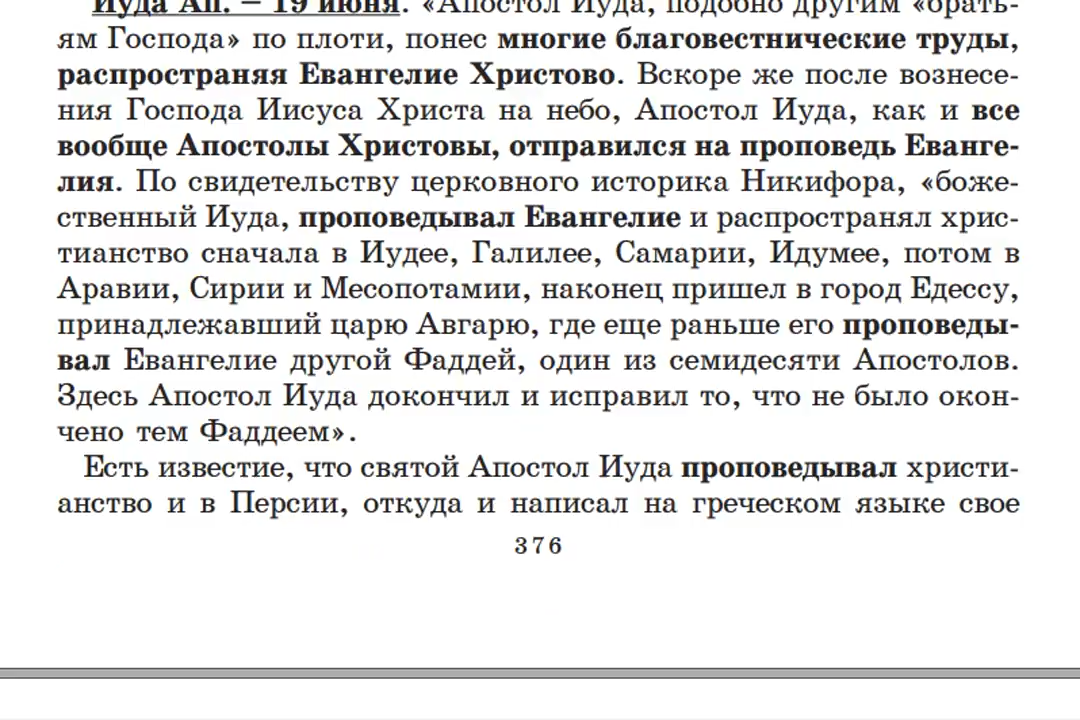 Иуда Ап. – 19 июня. «Апостол Иуда, подобно другим «брать-
ям Господа» по плоти, понес многие благовестнические труды,
распространяя Евангелие Христово. Вскоре же после вознесе-
ния Господа Иисуса Христа на небо, Апостол Иуда, как и все
вообще Апостолы Христовы, отправился на проповедь Еванге-
лия. По свидетельству церковного историка Никифора, «боже-
ственный Иуда, проповедывал Евангелие и распространял хрис-
тианство сначала в Иудее, Галилее, Самарии, Идумее, потом в
Аравии, Сирии и Месопотамии, наконец пришел в город Едессу,
принадлежавший царю Авгарю, где еще раньше его проповеды-
вал Евангелие другой Фаддей, один из семидесяти Апостолов.
Здесь Апостол Иуда докончил и исправил то, что не было окон-
чено тем Фаддеем».
Есть известие, что святой Апостол Иуда проповедывал христи-
анство и в Персии, откуда и написал на греческом языке свое
376